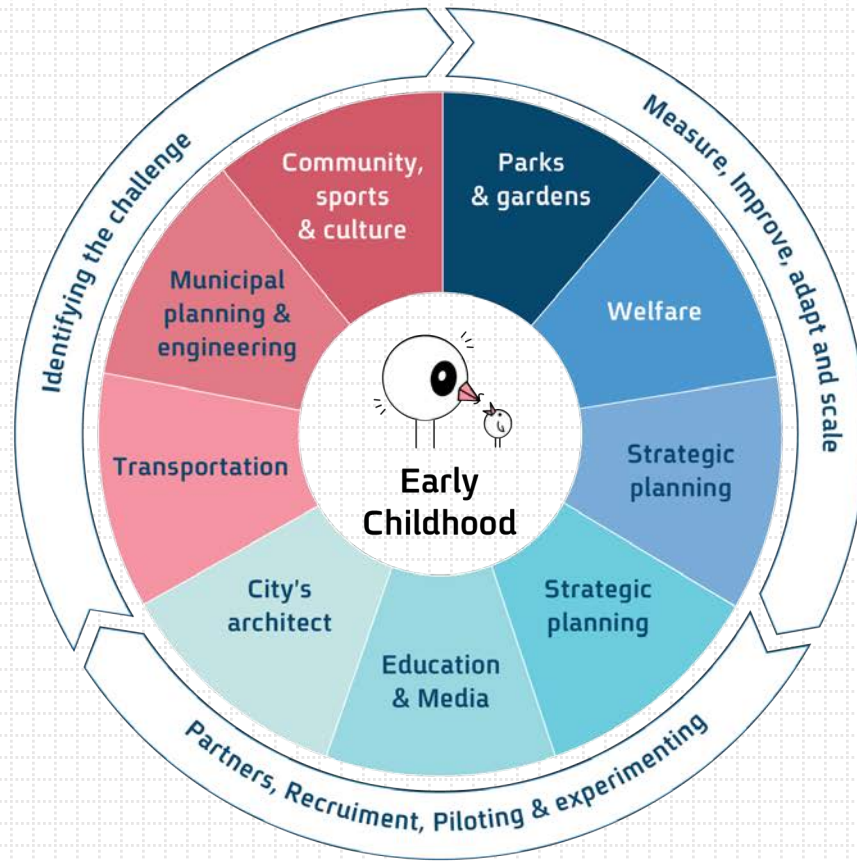 Identifying the challenge
Measure, Improve, adapt and scale
Partners, Recruiment, Piloting & experimenting
Community,
sports
& culture
Parks
& gardens
Welfare
Strategic
planning
Strategic
planning
Education
& Media
City's
architect
Transportation
Municipal
planning &
engineering
Early
Childhood